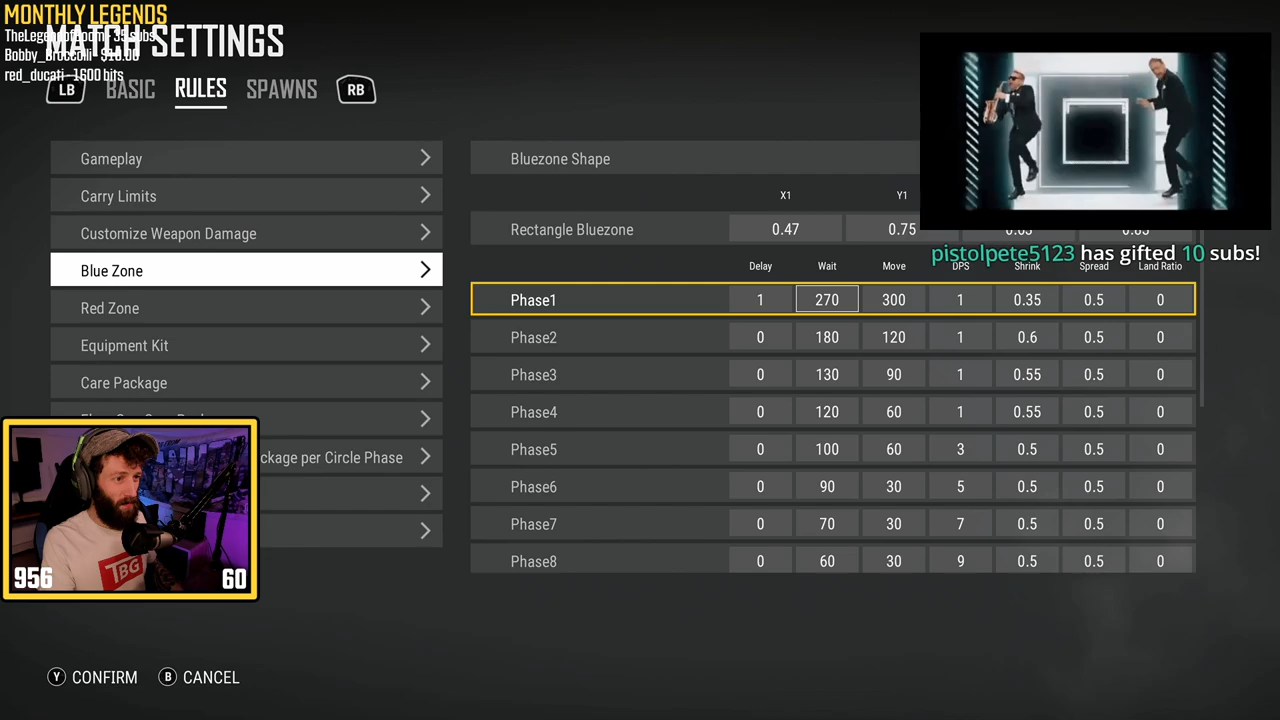 MONTHLY LEGENDS
TheLegendofboom - 35 subs
Bobby_Broccolli - $10.00
red_ducati - 1600 bits
MATCH SETTINGS
LB BASIC RULES SPAWNS RB
Gameplay
Carry Limits
Customize Weapon Damage
Blue Zone
Red Zone
Equipment Kit
Care Package
ckage per Circle Phase
Bluezone Shape
X1 Y1
Rectangle Bluezone 0.47 0.75
pistolpete5123 has gifted 10 subs!
Delay Wait Move DPS Shrink Spread Land Ratio
Phase1 1 270 300 1 0.35 0.5 0
Phase2 0 180 120 1 0.6 0.5 0
Phase3 0 130 90 1 0.55 0.5 0
Phase4 0 120 60 1 0.55 0.5 0
Phase5 0 100 60 3 0.5 0.5 0
Phase6 0 90 30 5 0.5 0.5 0
Phase7 0 70 30 7 0.5 0.5 0
Phase8 0 60 30 9 0.5 0.5 0
TBG
956 60
Y CONFIRM B CANCEL